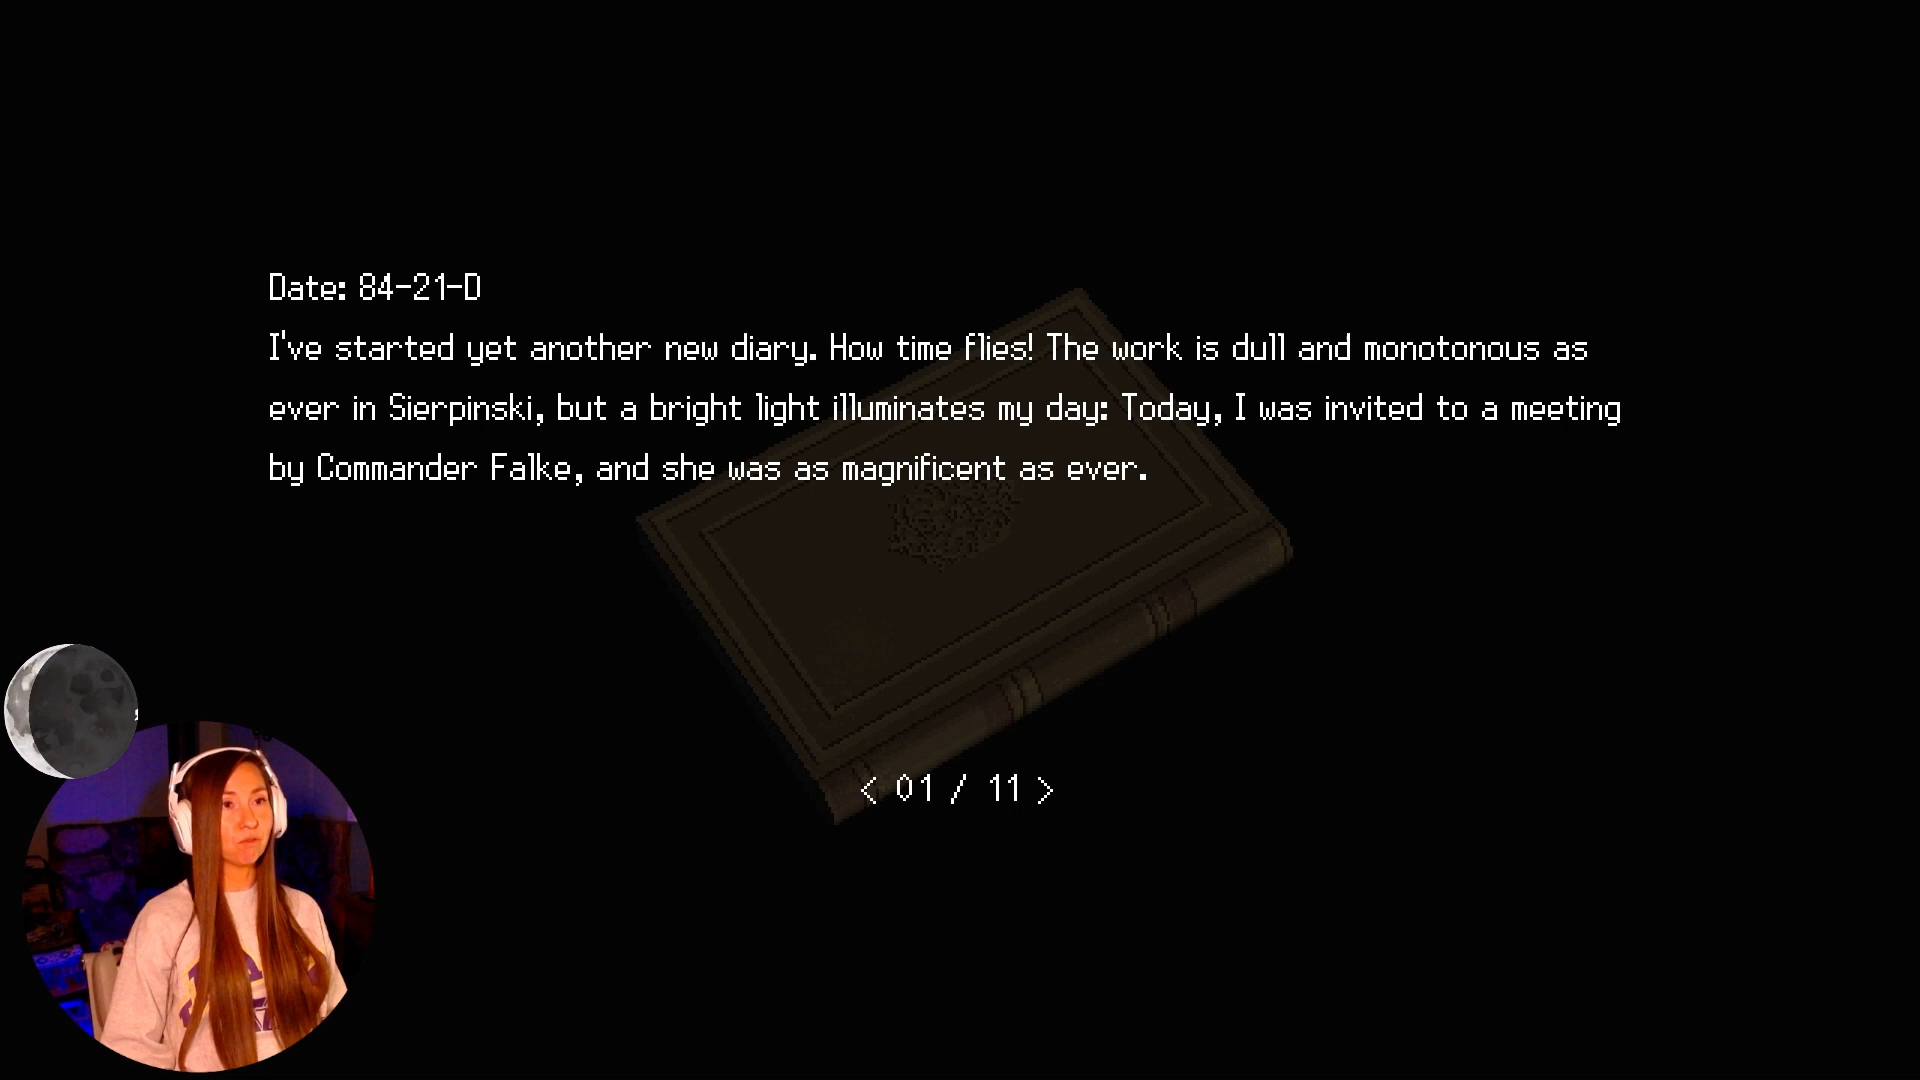 Date: 84-21-D
I've started yet another new diary. How time flies! The work is dull and monotonous as
ever in Sierpinski, but a bright light illuminates my day: Today, I was invited to a meeting
by Commander Falke, and she was as magnificent as ever.
< 01 / 11 >